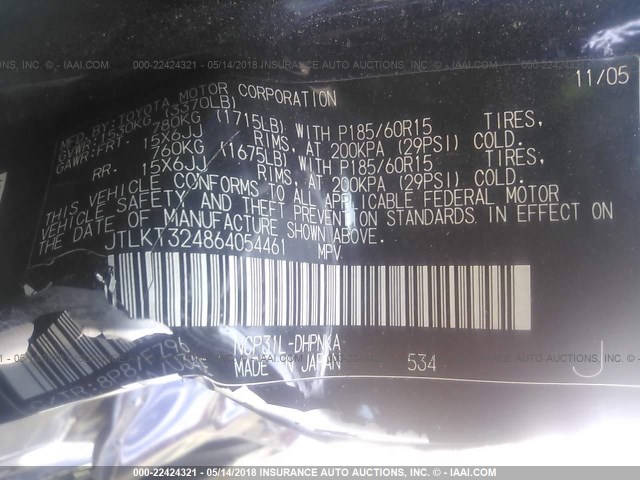 000-22424321 - 05/14/2018 INSURANCE AUTO AUCTIONS, INC. - © IAAI.COM
11/05
MFD. BY: TOYOTA MOTOR CORPORATION
GVWR: 1530KG (3370LB)
GAWR: FRT. 780KG (1715LB) WITH P185/60R15 TIRES,
15X6JJ RIMS, AT 200KPA (29PSI) COLD.
RR. 760KG (1675LB) WITH P185/60R15 TIRES,
15X6JJ RIMS, AT 200KPA (29PSI) COLD.
THIS VEHICLE CONFORMS TO ALL APPLICABLE FEDERAL MOTOR
VEHICLE SAFETY AND THEFT PREVENTION STANDARDS IN EFFECT ON
THE DATE OF MANUFACTURE SHOWN ABOVE.
JTLKT324864054461 MPV
C/TR: 8P8/FZ96
NCP31L-DHPNKA
MADE IN JAPAN 534 J
000-22424321 - 05/14/2018 INSURANCE AUTO AUCTIONS, INC. - © IAAI.COM